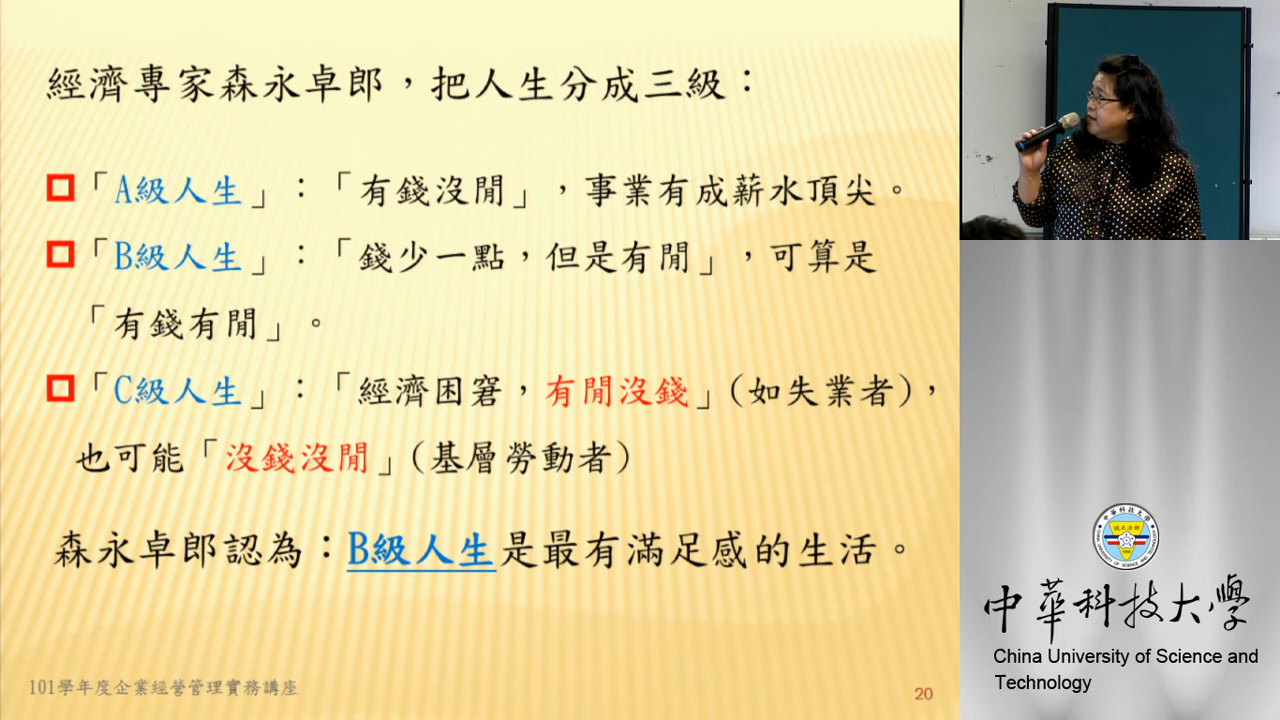 經濟專家森永卓郎，把人生分成三級：
「A級人生」：「有錢沒閒」，事業有成薪水頂尖。
「B級人生」：「錢少一點，但是有閒」，可算是
「有錢有閒」。
「C級人生」：「經濟困窘，有閒沒錢」(如失業者)，
也可能「沒錢沒閒」(基層勞動者)
森永卓郎認為：B級人生是最有滿足感的生活。
101學年度企業經營管理實務講座
20
中華科技大學
China University of Science and
Technology